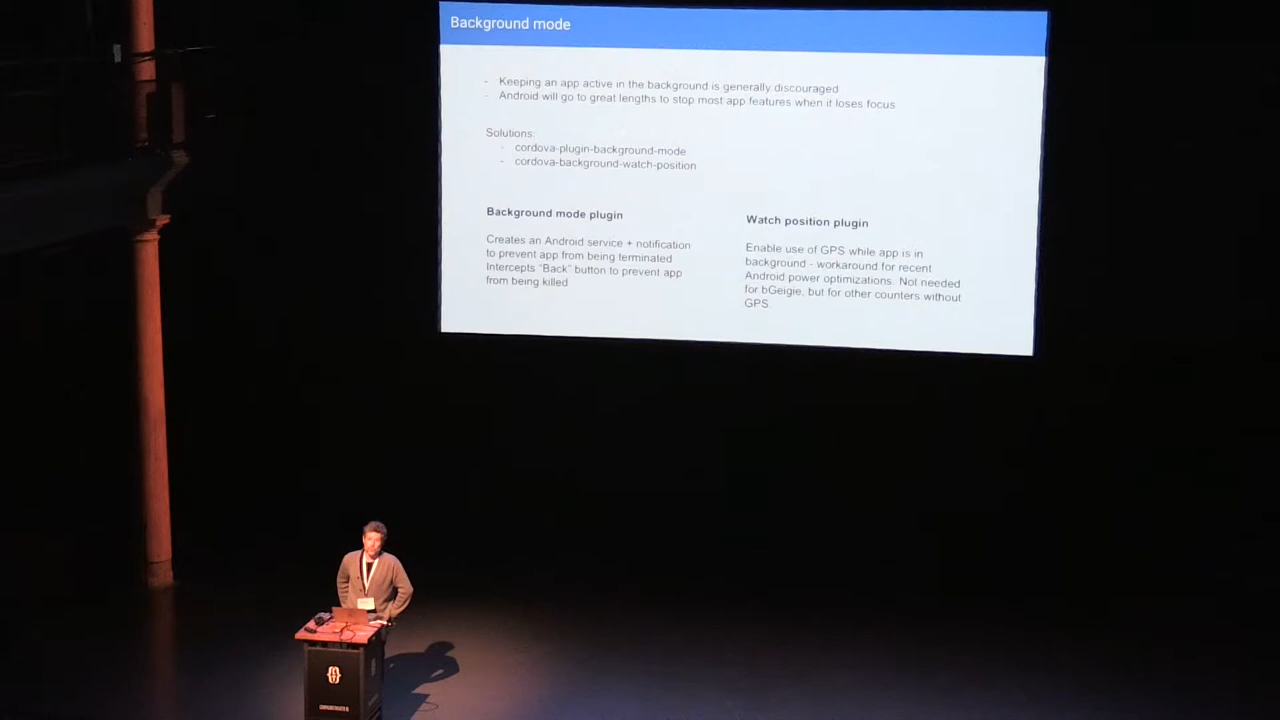 Background mode
- Keeping an app active in the background is generally discouraged
- Android will go to great lengths to stop most app features when it loses focus
Solutions:
- cordova-plugin-background-mode
- cordova-background-watch-position
Background mode plugin
Creates an Android service + notification
to prevent app from being terminated
Intercepts "Back" button to prevent app
from being killed
Watch position plugin
Enable use of GPS while app is in
background - workaround for recent
Android power optimizations. Not needed
for bGeigie, but for other counters without
GPS.